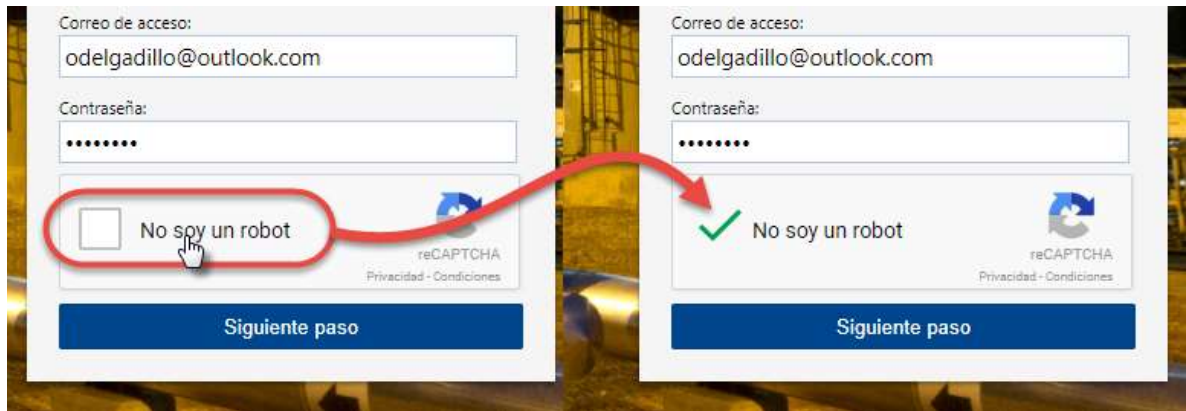 Correo de acceso:
odelgadillo@outlook.com
Contraseña:
••••••••
No soy un robot
reCAPTCHA
Privacidad - Condiciones
Siguiente paso
Correo de acceso:
odelgadillo@outlook.com
Contraseña:
••••••••
No soy un robot
reCAPTCHA
Privacidad - Condiciones
Siguiente paso